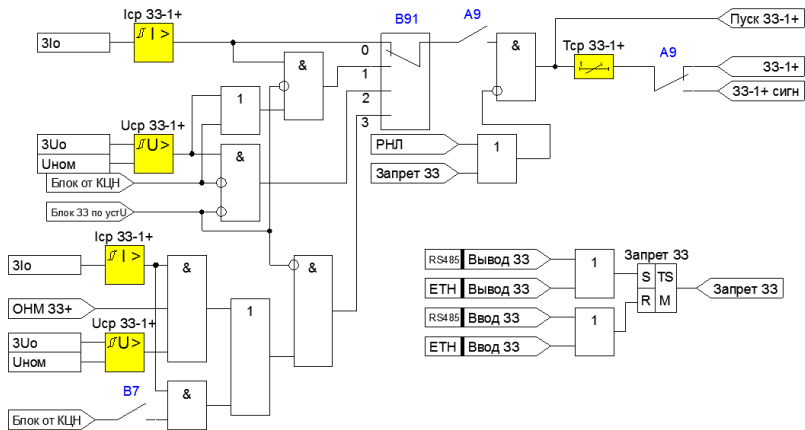 Iср ЗЗ-1+
3Io
I >
B91
A9
0
1
2
3
&
&
Пуск ЗЗ-1+
Tср ЗЗ-1+
t
A9
ЗЗ-1+
ЗЗ-1+ сигн
1
Uср ЗЗ-1+
3Uo
Uном
U>
&
РНЛ
Запрет ЗЗ
1
Блок от КЦН
Блок ЗЗ по устU
Iср ЗЗ-1+
3Io
I >
&
&
ОНМ ЗЗ+
1
Uср ЗЗ-1+
3Uo
Uном
U>
B7
&
Блок от КЦН
RS485 Вывод ЗЗ
ETH Вывод ЗЗ
1
RS485 Ввод ЗЗ
ETH Ввод ЗЗ
1
Запрет ЗЗ
S TS
R M
Запрет ЗЗ